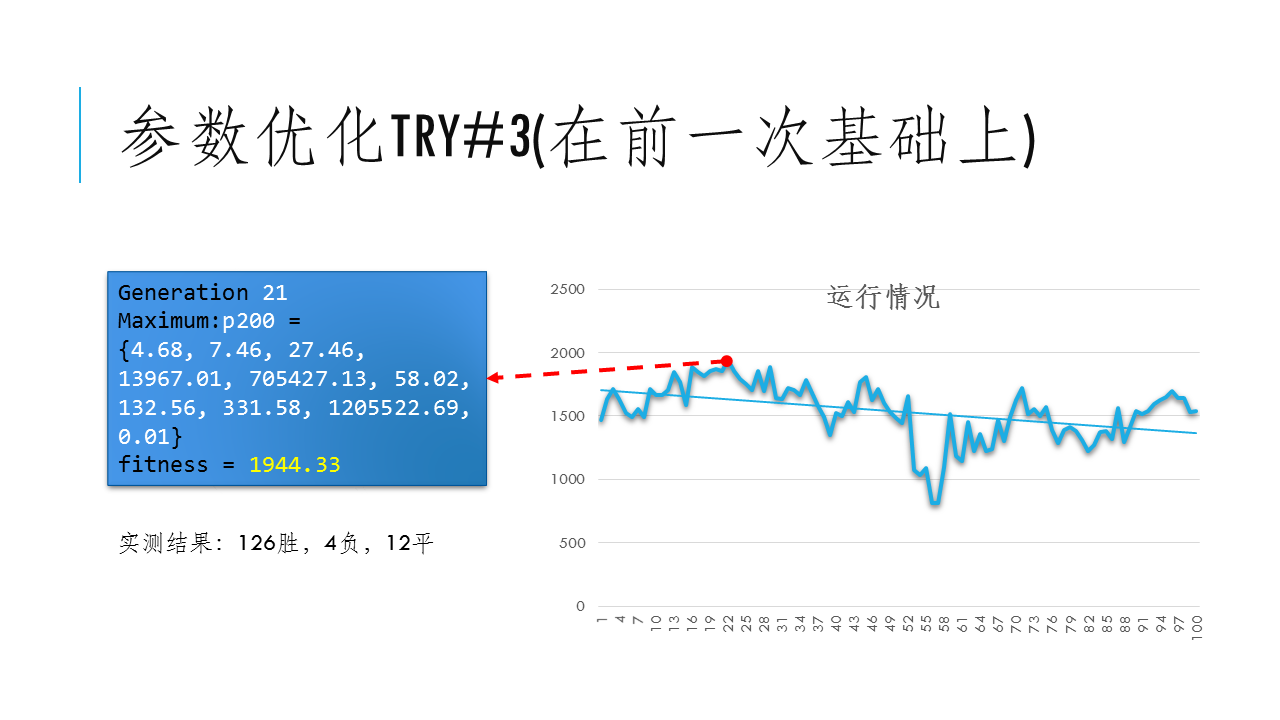 参数优化TRY#3(在前一次基础上)
Generation 21
Maximum:p200 =
{4.68, 7.46, 27.46,
13967.01, 705427.13, 58.02,
132.56, 331.58, 1205522.69,
0.01}
fitness = 1944.33
实测结果：126胜，4负，12平
运行情况
2500
2000
1500
1000
500
0
1 4 7 10 13 16 19 22 25 28 31 34 37 40 43 46 49 52 55 58 61 64 67 70 73 76 79 82 85 88 91 94 97 100